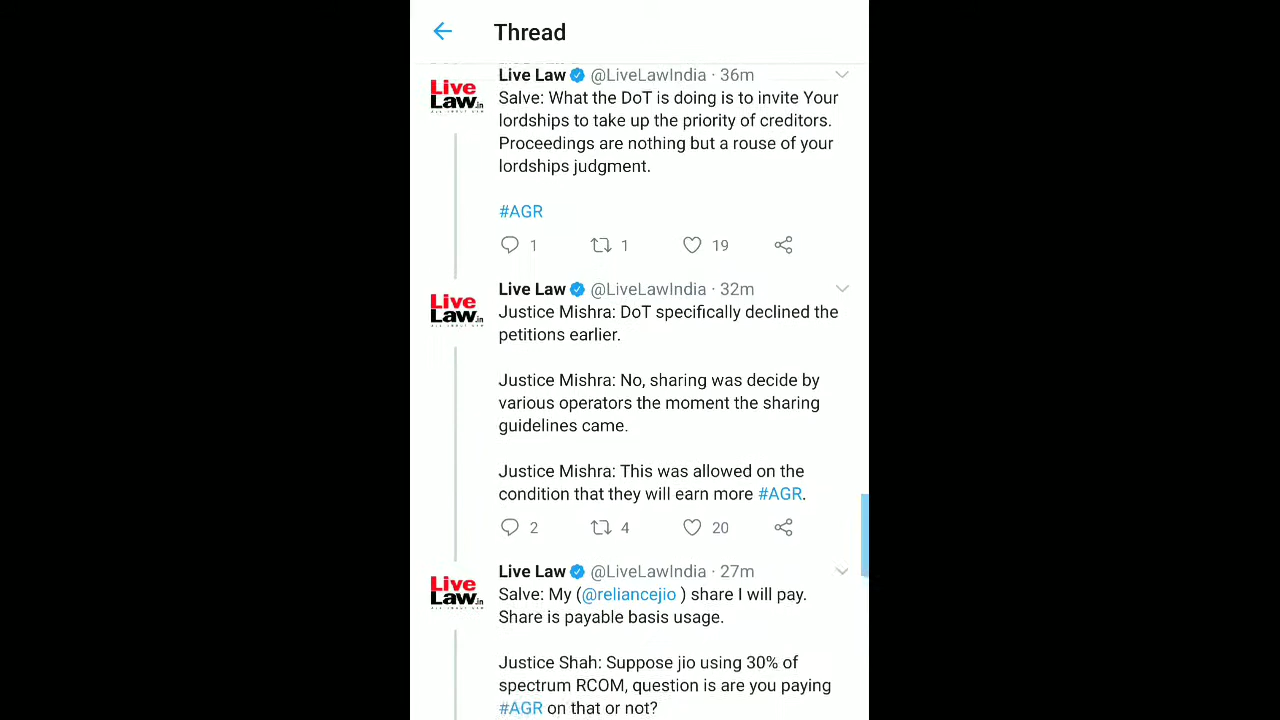 Thread
Live Law @LiveLawIndia · 36m
Live Law.in
Salve: What the DoT is doing is to invite Your
lordships to take up the priority of creditors.
Proceedings are nothing but a rouse of your
lordships judgment.
#AGR
1 1 19
Live Law @LiveLawIndia · 32m
Live Law.in
Justice Mishra: DoT specifically declined the
petitions earlier.
Justice Mishra: No, sharing was decide by
various operators the moment the sharing
guidelines came.
Justice Mishra: This was allowed on the
condition that they will earn more #AGR.
2 4 20
Live Law @LiveLawIndia · 27m
Live Law.in
Salve: My (@reliancejio ) share I will pay.
Share is payable basis usage.
Justice Shah: Suppose jio using 30% of
spectrum RCOM, question is are you paying
#AGR on that or not?